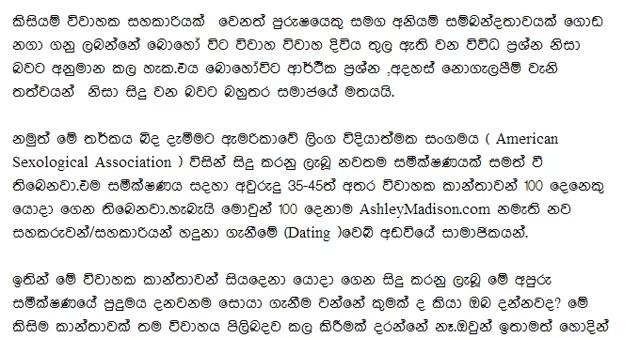 කිසියම් විවාහක සහකාරියක්  වෙනත් පුරුෂයෙකු සමග අනියම් සම්බන්දතාවයක් ගොඩ
නගා ගනු ලබන්නේ බොහෝ විට විවාහ විවාහ දිවිය තුල ඇති වන විවිධ ප්‍රශ්න නිසා
බවට අනුමාන කල හැක.එය බොහෝවිට ආර්ථික ප්‍රශ්න ,අදහස් නොගැලපීම් වැනි
තත්වයන්  නිසා සිදු වන බවට බහුතර සමාජයේ මතයයි.
නමුත් මේ තර්කය බිද දැමීමට ඇමරිකාවේ ලිංග විද්‍යාත්මක සංගමය ( American
Sexological Association ) විසින් සිදු කරනු ලැබූ නවතම සමීක්ෂණයක් සමත් වී
තිබෙනවා.එම සමීක්ෂණය සදහා අවුරුදු 35-45ත් අතර විවාහක කාන්තාවන් 100 දෙනෙකු
යොදා ගෙන තිබෙනවා.හැබැයි මොවුන් 100 දෙනාම AshleyMadison.com නමැති නව
සහකරුවන්/සහකාරියන් හදුනා ගැනීමේ (Dating )වෙබ් අඩවියේ සාමාජිකයන්.
ඉතින් මේ විවාහක කාන්තාවන් සියදෙනා යොදා ගෙන සිදු කරනු ලැබූ මේ අපුරු
සමීක්ෂණයේ පුදුමය දනවනම සොයා ගැනීම වන්නේ කුමක් ද කියා ඔබ දන්නවද? මේ
කිසිම කාන්තාවක් තම විවාහය පිලිබදව කල කිරීමක් දරන්නේ නෑ.ඔවුන් ඉතාමත් හොදින්